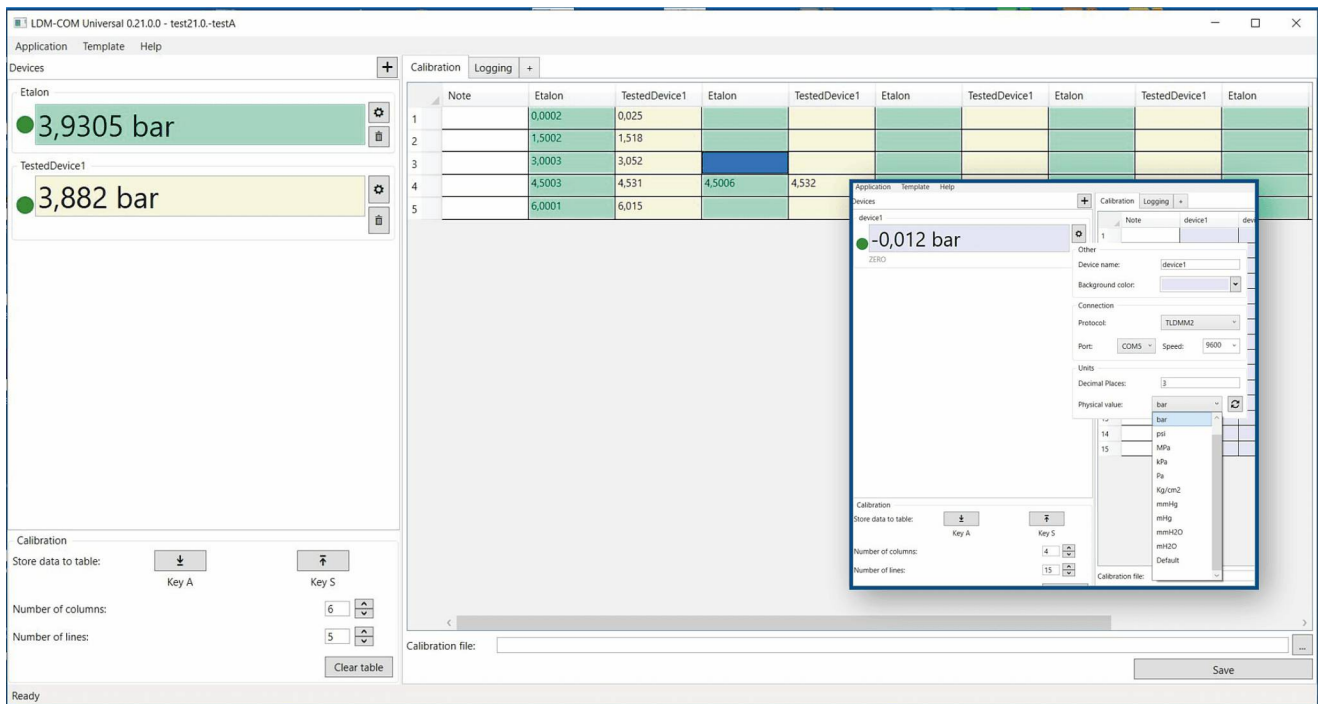 LDM-COM Universal 0.21.0.0 - test21.0.-testA
Application Template Help
Devices +
Etalon
3,9305 bar
TestedDevice1
3,882 bar
Calibration
Store data to table:
Key A Key S
Number of columns: 6
Number of lines: 5
Clear table
Ready
Calibration Logging +
Note Etalon TestedDevice1 Etalon TestedDevice1 Etalon TestedDevice1 Etalon TestedDevice1 Etalon
1 0,0002 0,025
2 1,5002 1,518
3 3,0003 3,052
4 4,5003 4,531 4,5006 4,532
5 6,0001 6,015
Calibration file: ...
Save
Application Template Help
Devices +
device1
-0,012 bar
ZERO
Calibration
Store data to table:
Key A Key S
Number of columns: 4
Number of lines: 15
Calibration Logging +
Note device1
1
Other
Device name: device1
Background color:
Connection
Protocol: TLDMM2
Port: COM5 Speed: 9600
Units
Decimal Places: 3
Physical value: bar
bar
psi
MPa
kPa
Pa
Kg/cm2
mmHg
mHg
mmH2O
mH2O
Default
14
15
Calibration file: